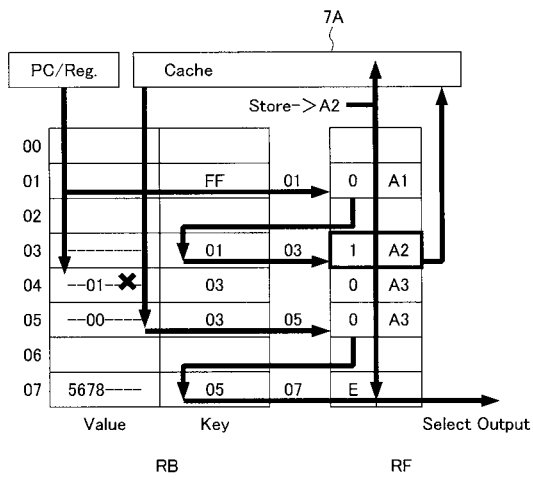 7A
PC/Reg. Cache
Store->A2
00
01 FF 01 0 A1
02
03 ------ 01 03 1 A2
04 --01---- 03 0 A3
05 --00---- 03 05 0 A3
06
07 5678---- 05 07 E
Value Key Select Output
RB RF